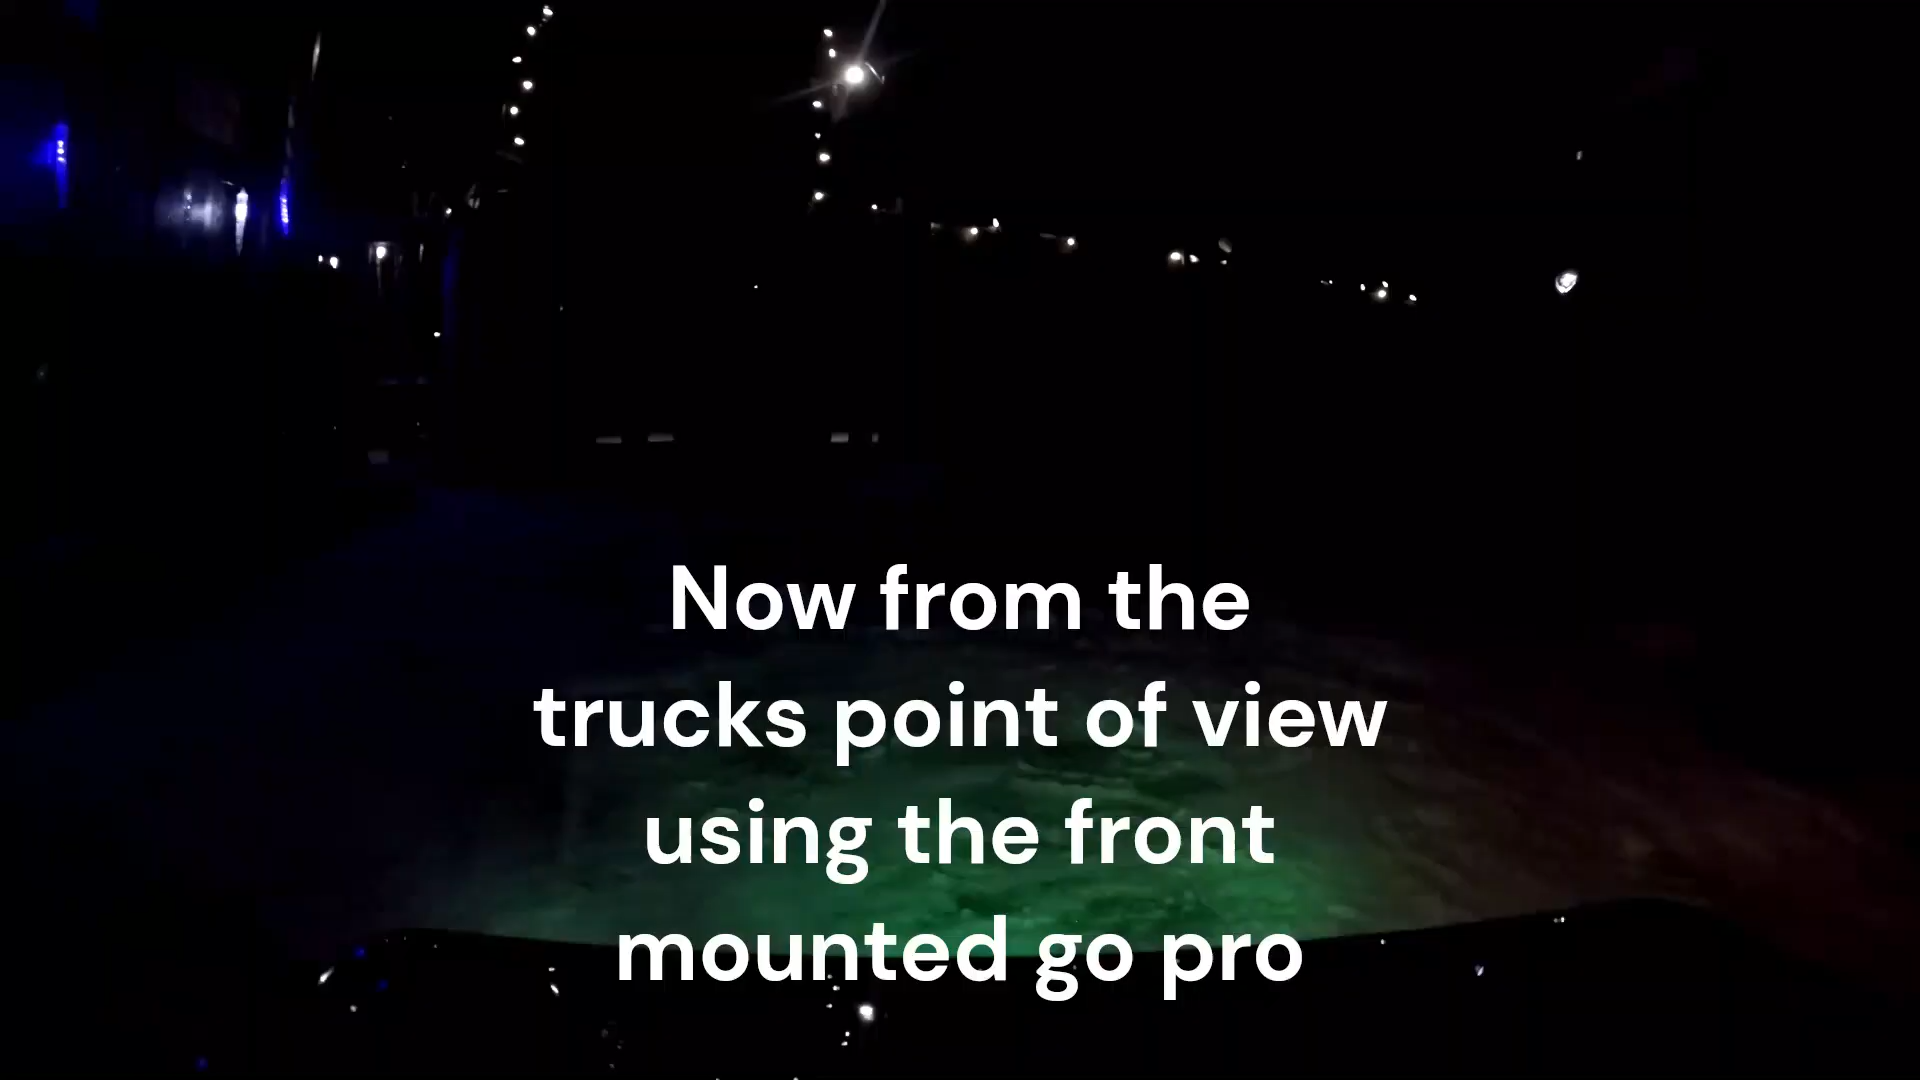 Now from the
trucks point of view
using the front
mounted go pro